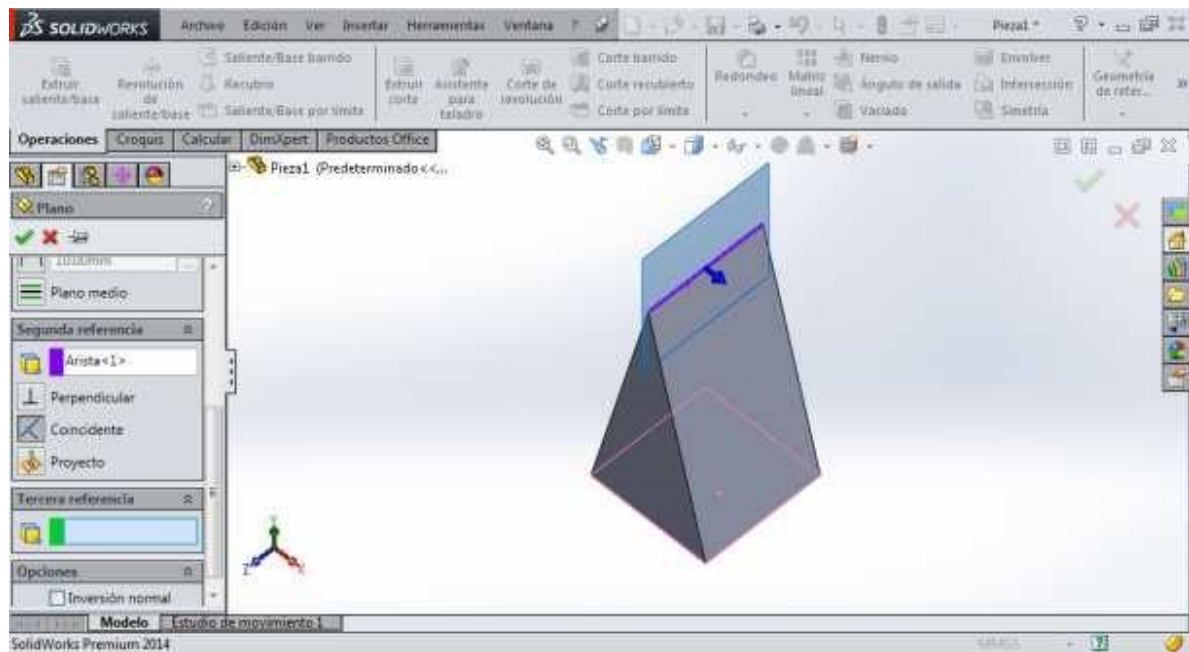 SOLIDWORKS
Archivo Edición Ver Insertar Herramientas Ventana ? Pieza1 *
Extruir saliente/base
Revolución de saliente/base
Saliente/Base barrido
Recubrir
Saliente/Base por límite
Extruir corte
Asistente para taladro
Corte de revolución
Corte barrido
Corte recubierto
Corte por límite
Redondeo
Matriz lineal
Nervio
Ángulo de salida
Vaciado
Envolver
Intersección
Simetría
Geometría de refer...
Operaciones Croquis Calcular DimXpert Productos Office
Pieza1 (Predeterminado<<...
Plano
10.00mm
Plano medio
Segunda referencia
Arista<1>
Perpendicular
Coincidente
Proyecto
Tercera referencia
Opciones
Inversión normal
Y
Z
X
Modelo Estudio de movimiento 1
SolidWorks Premium 2014